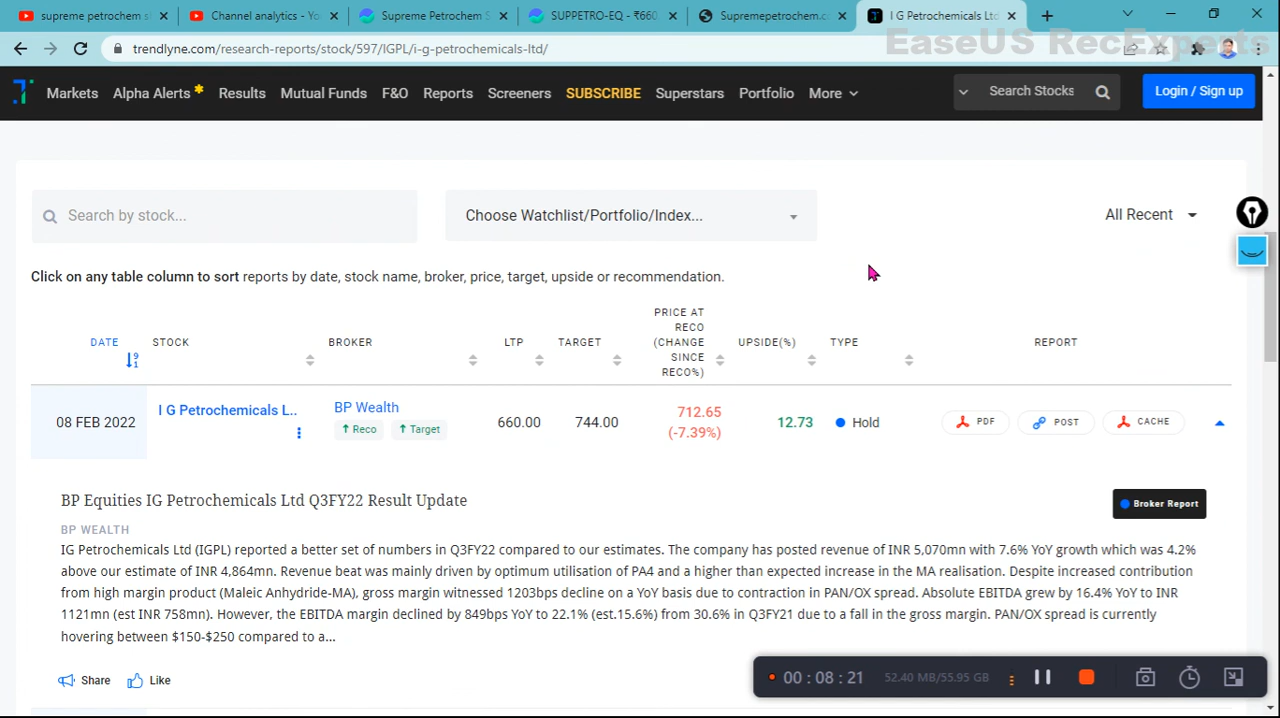 supreme petrochem s
Channel analytics - Yo
Supreme Petrochem S
SUPPETRO-EQ - ₹660
Supremepetrochem.c
I G Petrochemicals Ltd
trendlyne.com/research-reports/stock/597/IGPL/i-g-petrochemicals-ltd/
EaseUS RecExperts
Markets Alpha Alerts Results Mutual Funds F&O Reports Screeners SUBSCRIBE Superstars Portfolio More Search Stocks Login / Sign up
Search by stock... Choose Watchlist/Portfolio/Index... All Recent
Click on any table column to sort reports by date, stock name, broker, price, target, upside or recommendation.
DATE STOCK BROKER LTP TARGET PRICE AT RECO (CHANGE SINCE RECO%) UPSIDE(%) TYPE REPORT
08 FEB 2022 I G Petrochemicals L.. BP Wealth ↑ Reco ↑ Target 660.00 744.00 712.65 (-7.39%) 12.73 Hold PDF POST CACHE
BP Equities IG Petrochemicals Ltd Q3FY22 Result Update
Broker Report
BP WEALTH
IG Petrochemicals Ltd (IGPL) reported a better set of numbers in Q3FY22 compared to our estimates. The company has posted revenue of INR 5,070mn with 7.6% YoY growth which was 4.2%
above our estimate of INR 4,864mn. Revenue beat was mainly driven by optimum utilisation of PA4 and a higher than expected increase in the MA realisation. Despite increased contribution
from high margin product (Maleic Anhydride-MA), gross margin witnessed 1203bps decline on a YoY basis due to contraction in PAN/OX spread. Absolute EBITDA grew by 16.4% YoY to INR
1121mn (est INR 758mn). However, the EBITDA margin declined by 849bps YoY to 22.1% (est.15.6%) from 30.6% in Q3FY21 due to a fall in the gross margin. PAN/OX spread is currently
hovering between $150-$250 compared to a...
Share Like
00 : 08 : 21 52.40 MB/55.95 GB